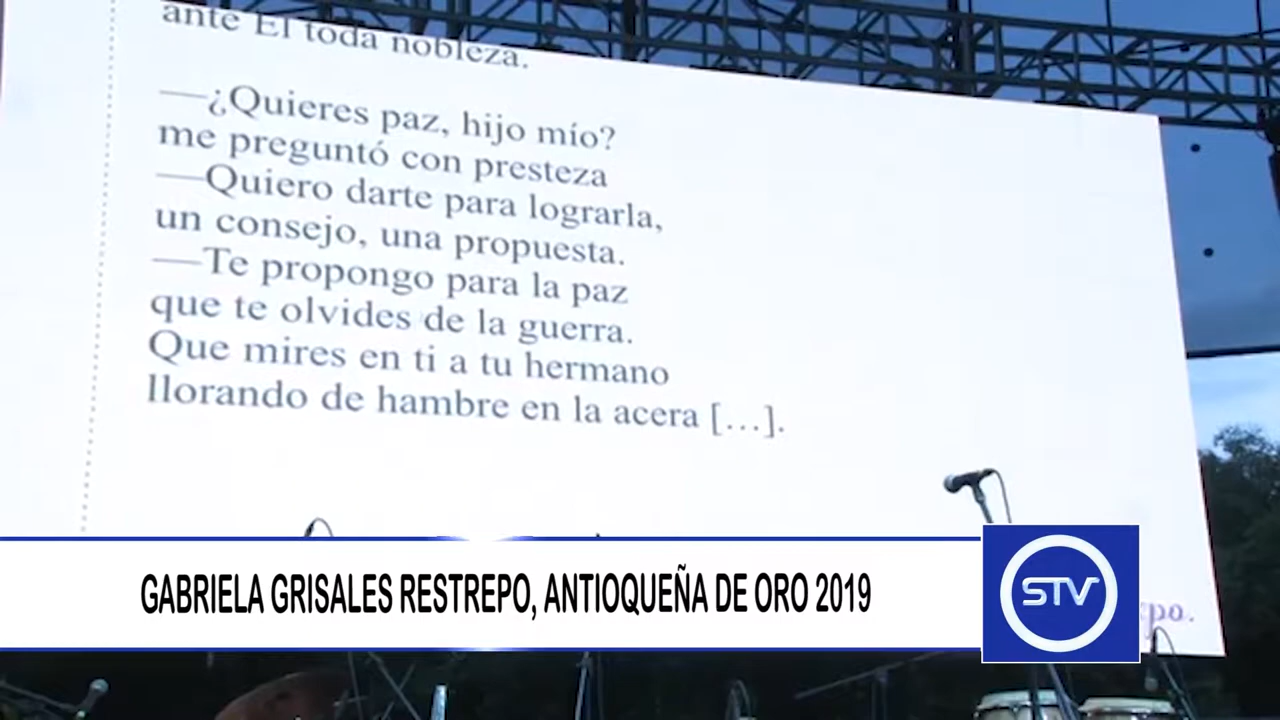 ante El toda nobleza.
—¿Quieres paz, hijo mío?
me preguntó con presteza
—Quiero darte para lograrla,
un consejo, una propuesta.
—Te propongo para la paz
que te olvides de la guerra.
Que mires en ti a tu hermano
llorando de hambre en la acera [...].
GABRIELA GRISALES RESTREPO, ANTIOQUEÑA DE ORO 2019
STV